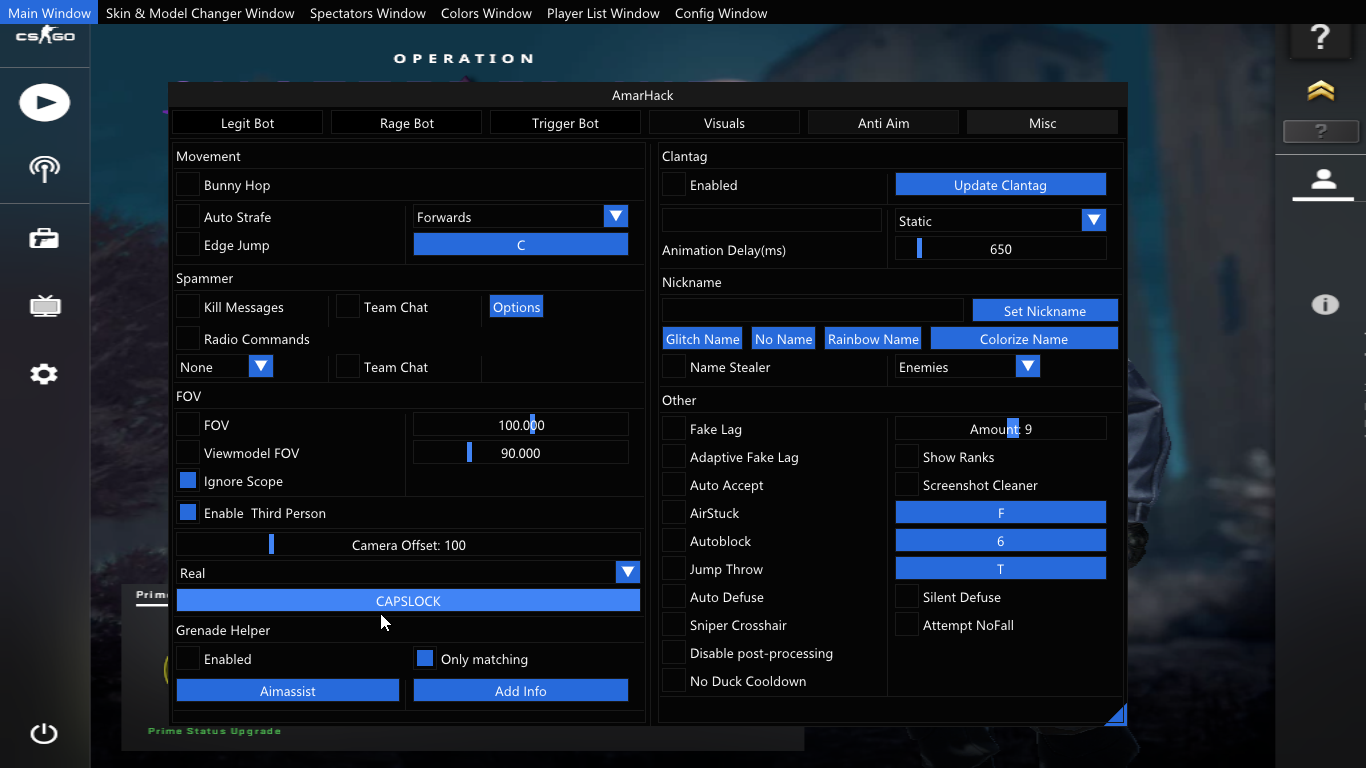 Main Window Skin & Model Changer Window Spectators Window Colors Window Player List Window Config Window
CS:GO
OPERATION
?
?
AmarHack
Legit Bot Rage Bot Trigger Bot Visuals Anti Aim Misc
Movement
Bunny Hop
Auto Strafe Forwards
Edge Jump C
Spammer
Kill Messages Team Chat Options
Radio Commands
None Team Chat
FOV
FOV 100.000
Viewmodel FOV 90.000
Ignore Scope
Enable Third Person
Camera Offset: 100
Real
CAPSLOCK
Grenade Helper
Enabled Only matching
Aimassist Add Info
Clantag
Enabled Update Clantag
Static
Animation Delay(ms) 650
Nickname
Set Nickname
Glitch Name No Name Rainbow Name Colorize Name
Name Stealer Enemies
Other
Fake Lag Amount: 9
Adaptive Fake Lag Show Ranks
Auto Accept Screenshot Cleaner
AirStuck F
Autoblock 6
Jump Throw T
Auto Defuse Silent Defuse
Sniper Crosshair Attempt NoFall
Disable post-processing
No Duck Cooldown
Prime Status Upgrade